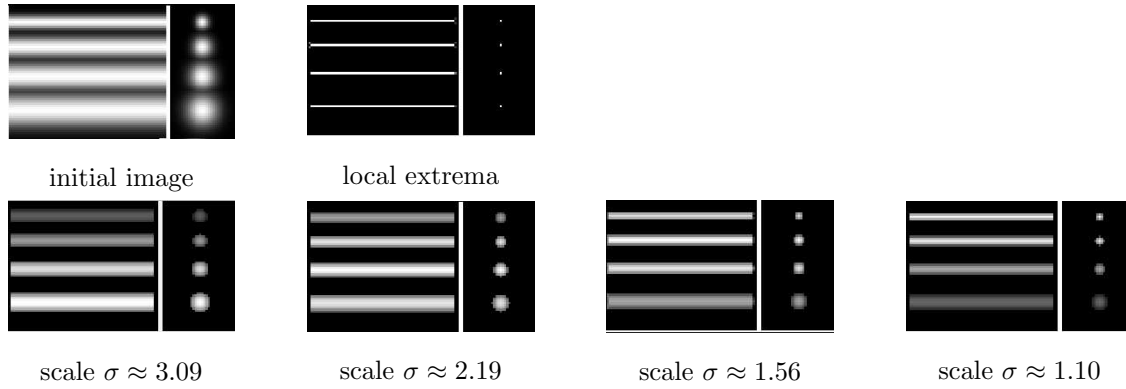 initial image
local extrema
scale σ ≈ 3.09
scale σ ≈ 2.19
scale σ ≈ 1.56
scale σ ≈ 1.10